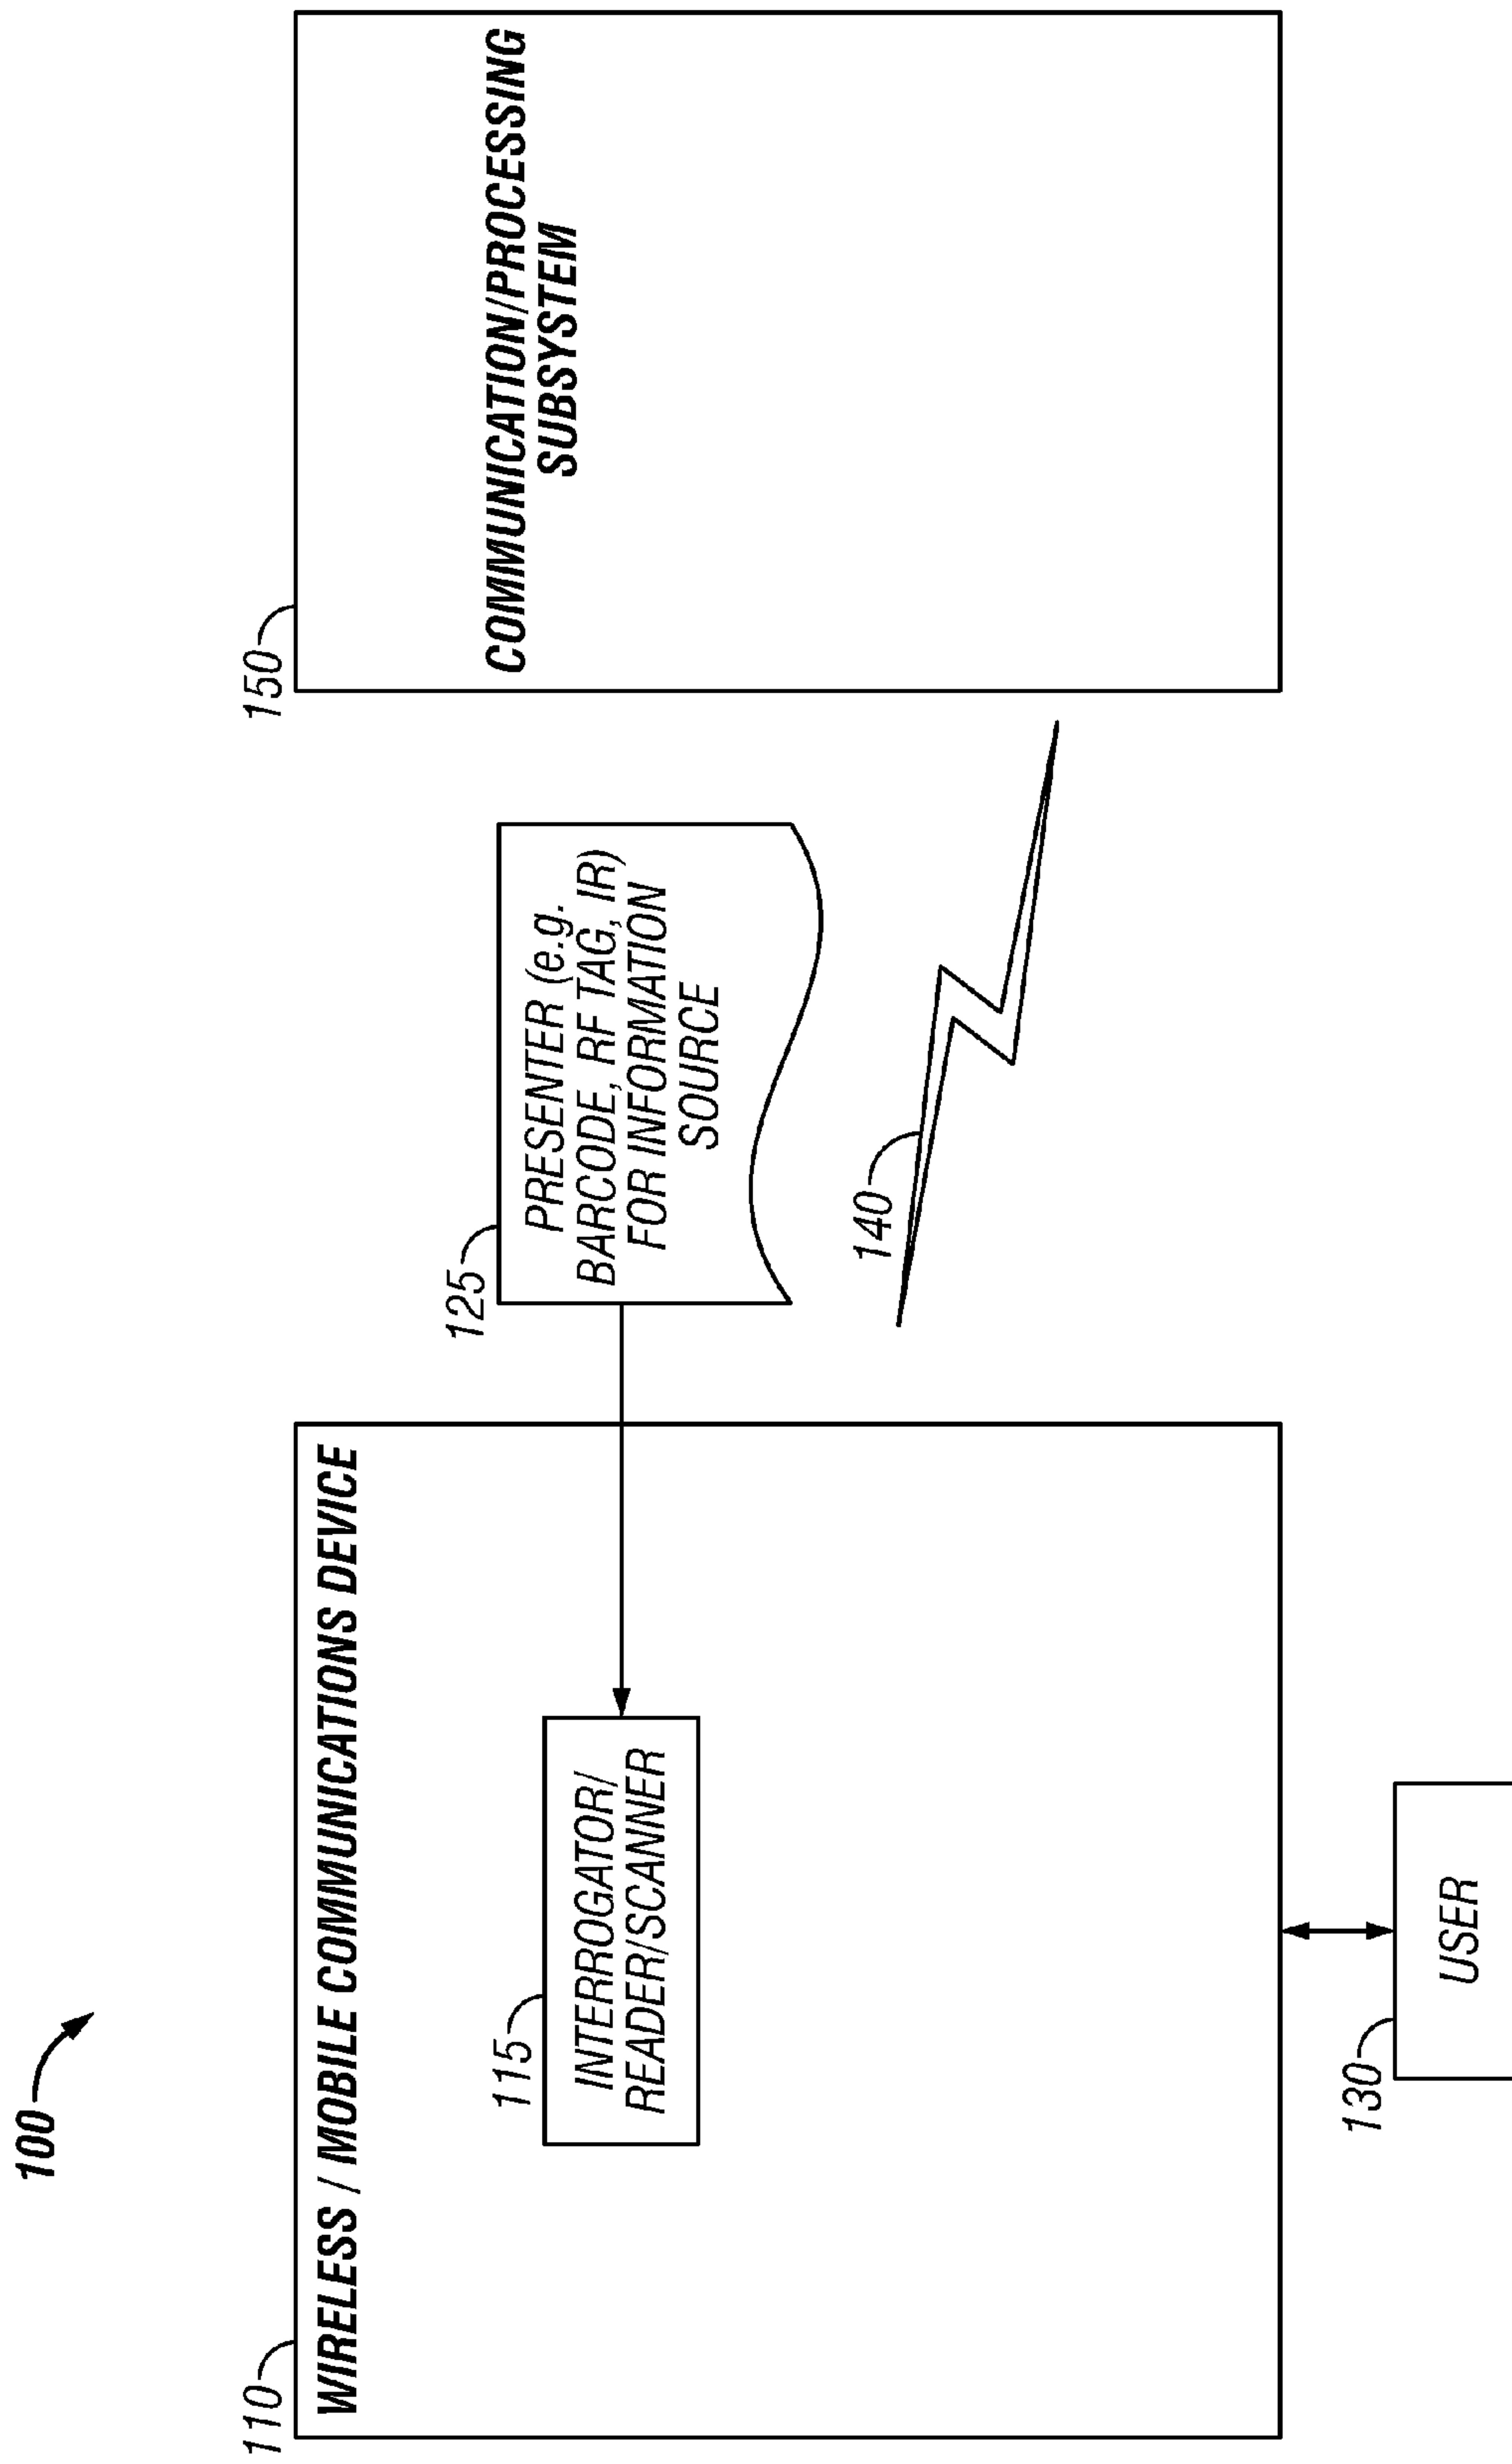 100
110
WIRELESS / MOBILE COMMUNICATIONS DEVICE
115
INTERROGATOR/
READER/SCANNER
125
PRESENTER (e.g.
BARCODE, RF TAG, IR)
FOR INFORMATION
SOURCE
140
150
COMMUNICATION/PROCESSING
SUBSYSTEM
130
USER